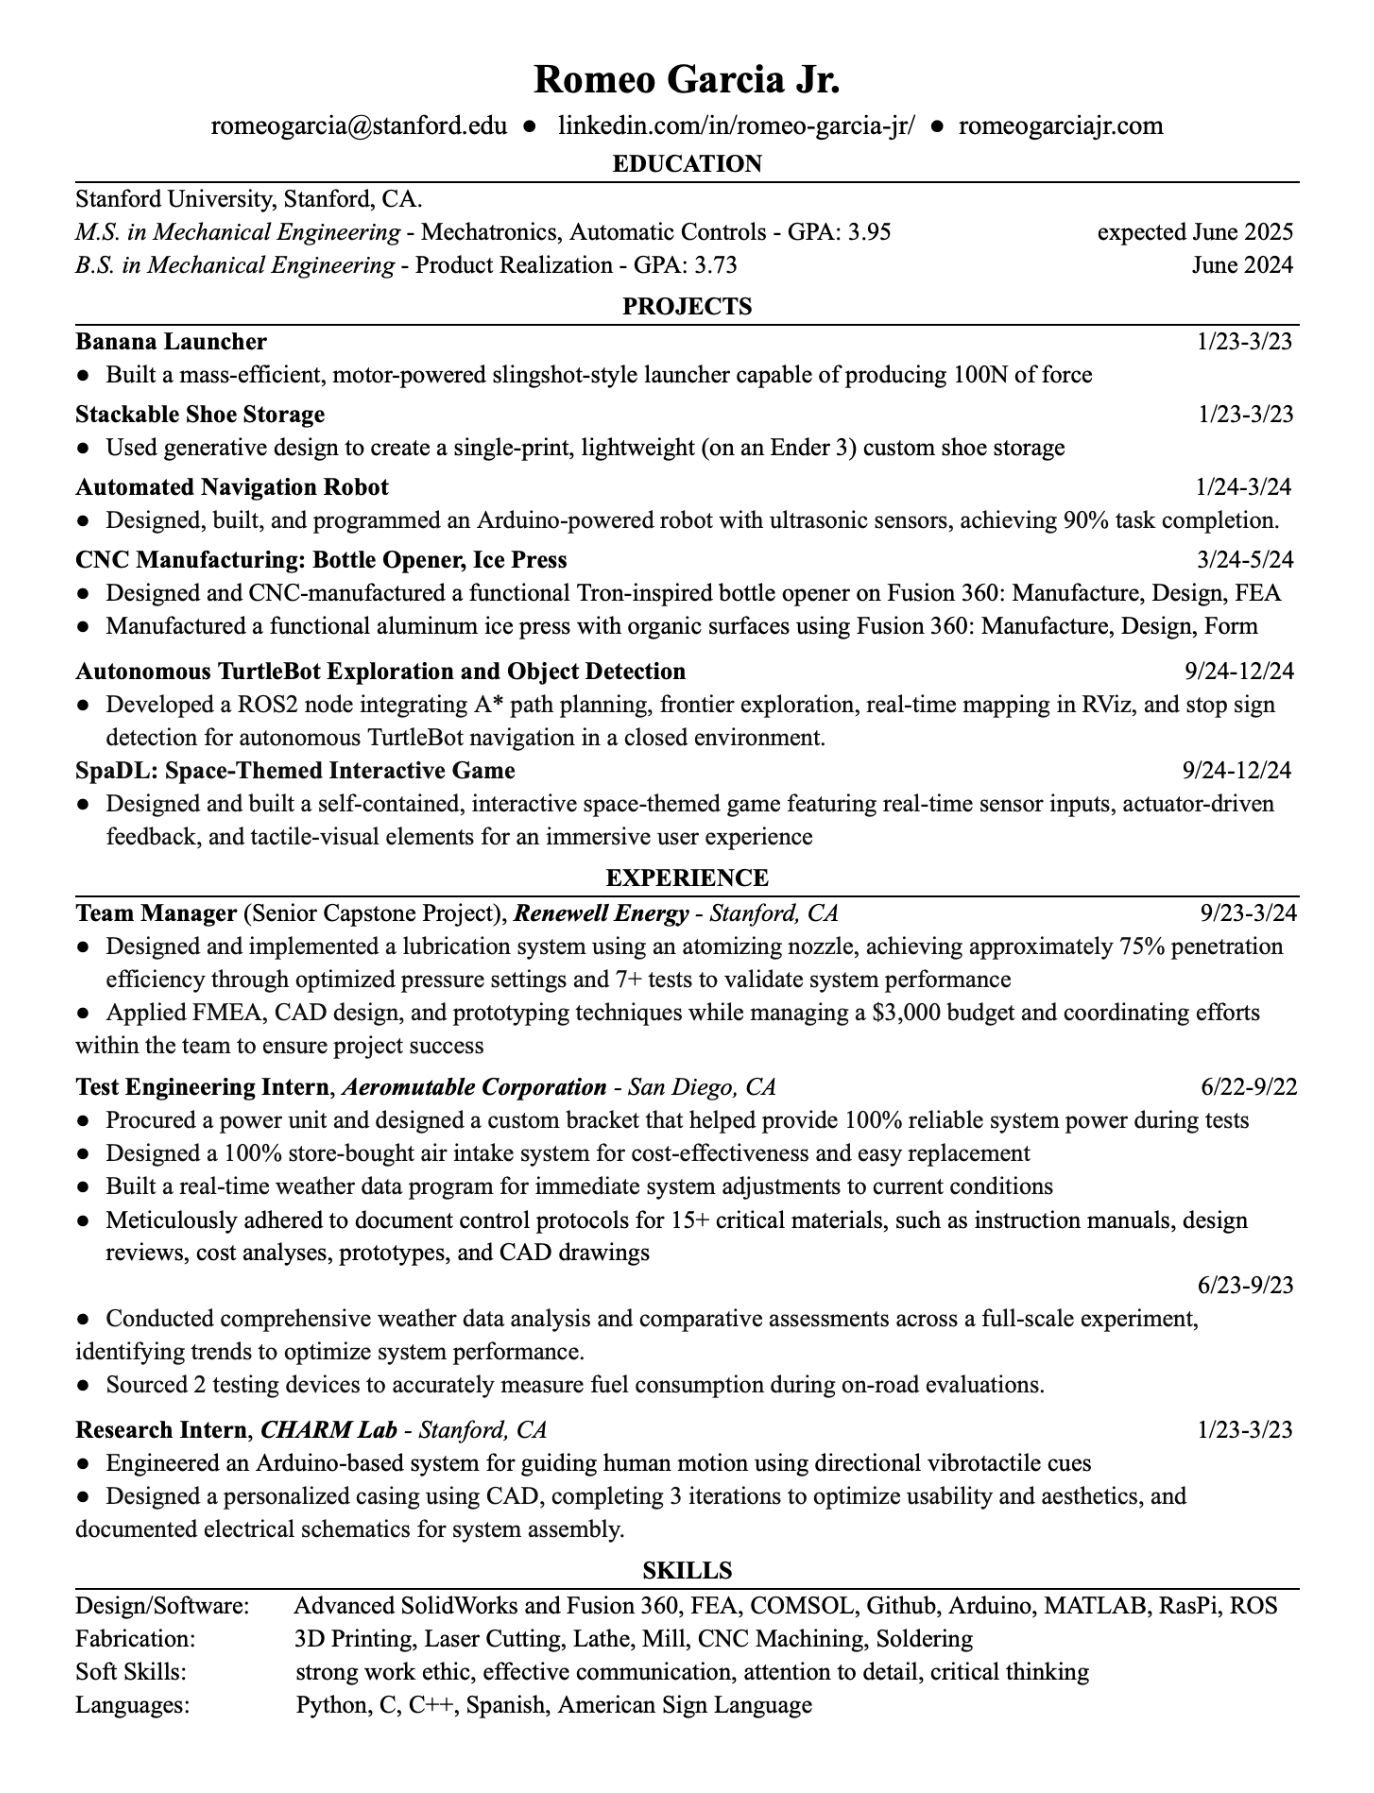 Romeo Garcia Jr.
romeogarcia@stanford.edu ● linkedin.com/in/romeo-garcia-jr/ ● romeogarciajr.com
EDUCATION
Stanford University, Stanford, CA.
M.S. in Mechanical Engineering - Mechatronics, Automatic Controls - GPA: 3.95 expected June 2025
B.S. in Mechanical Engineering - Product Realization - GPA: 3.73 June 2024
PROJECTS
Banana Launcher 1/23-3/23
● Built a mass-efficient, motor-powered slingshot-style launcher capable of producing 100N of force
Stackable Shoe Storage 1/23-3/23
● Used generative design to create a single-print, lightweight (on an Ender 3) custom shoe storage
Automated Navigation Robot 1/24-3/24
● Designed, built, and programmed an Arduino-powered robot with ultrasonic sensors, achieving 90% task completion.
CNC Manufacturing: Bottle Opener, Ice Press 3/24-5/24
● Designed and CNC-manufactured a functional Tron-inspired bottle opener on Fusion 360: Manufacture, Design, FEA
● Manufactured a functional aluminum ice press with organic surfaces using Fusion 360: Manufacture, Design, Form
Autonomous TurtleBot Exploration and Object Detection 9/24-12/24
● Developed a ROS2 node integrating A* path planning, frontier exploration, real-time mapping in RViz, and stop sign
detection for autonomous TurtleBot navigation in a closed environment.
SpaDL: Space-Themed Interactive Game 9/24-12/24
● Designed and built a self-contained, interactive space-themed game featuring real-time sensor inputs, actuator-driven
feedback, and tactile-visual elements for an immersive user experience
EXPERIENCE
Team Manager (Senior Capstone Project), Renewell Energy - Stanford, CA 9/23-3/24
● Designed and implemented a lubrication system using an atomizing nozzle, achieving approximately 75% penetration
efficiency through optimized pressure settings and 7+ tests to validate system performance
● Applied FMEA, CAD design, and prototyping techniques while managing a $3,000 budget and coordinating efforts
within the team to ensure project success
Test Engineering Intern, Aeromutable Corporation - San Diego, CA 6/22-9/22
● Procured a power unit and designed a custom bracket that helped provide 100% reliable system power during tests
● Designed a 100% store-bought air intake system for cost-effectiveness and easy replacement
● Built a real-time weather data program for immediate system adjustments to current conditions
● Meticulously adhered to document control protocols for 15+ critical materials, such as instruction manuals, design
reviews, cost analyses, prototypes, and CAD drawings
6/23-9/23
● Conducted comprehensive weather data analysis and comparative assessments across a full-scale experiment,
identifying trends to optimize system performance.
● Sourced 2 testing devices to accurately measure fuel consumption during on-road evaluations.
Research Intern, CHARM Lab - Stanford, CA 1/23-3/23
● Engineered an Arduino-based system for guiding human motion using directional vibrotactile cues
● Designed a personalized casing using CAD, completing 3 iterations to optimize usability and aesthetics, and
documented electrical schematics for system assembly.
SKILLS
Design/Software: Advanced SolidWorks and Fusion 360, FEA, COMSOL, Github, Arduino, MATLAB, RasPi, ROS
Fabrication: 3D Printing, Laser Cutting, Lathe, Mill, CNC Machining, Soldering
Soft Skills: strong work ethic, effective communication, attention to detail, critical thinking
Languages: Python, C, C++, Spanish, American Sign Language